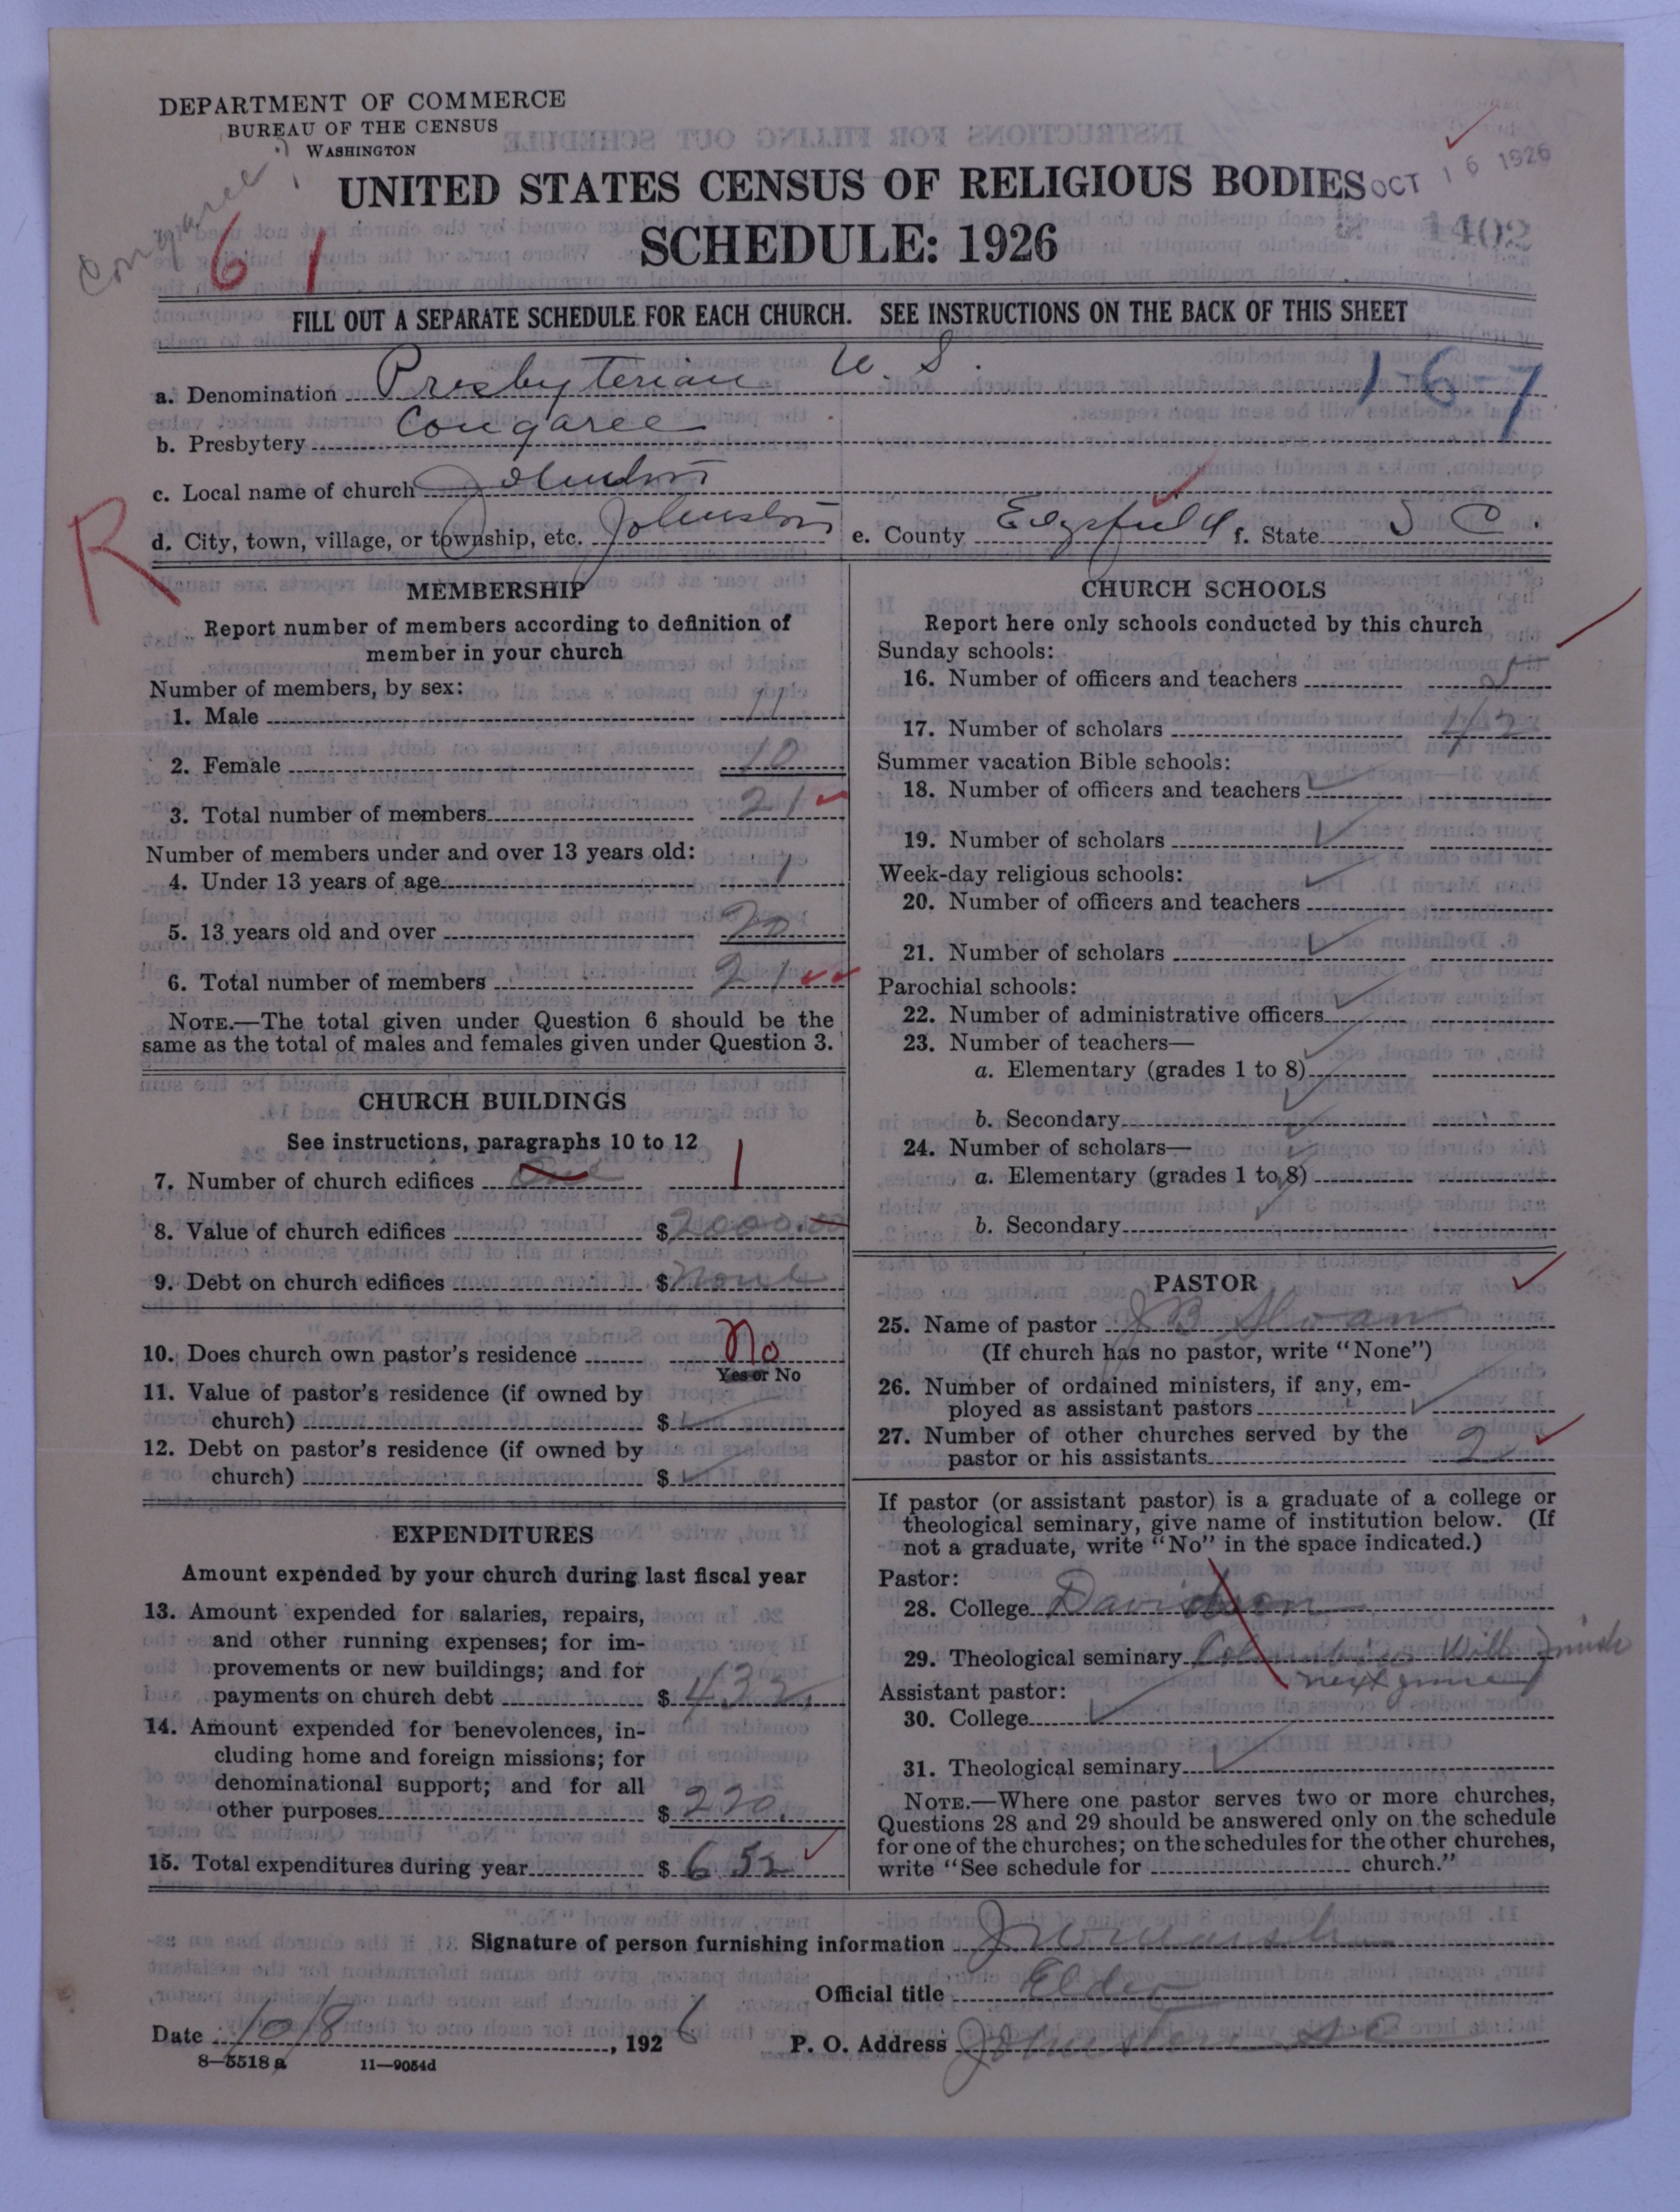 DEPARTMENT OF COMMERCE
BUREAU OF THE CENSUS
WASHINGTON
Congaree
OCT 16 1926
UNITED STATES CENSUS OF RELIGIOUS BODIES
1402
61
SCHEDULE: 1926
FILL OUT A SEPARATE SCHEDULE FOR EACH CHURCH. SEE INSTRUCTIONS ON THE BACK OF THIS SHEET
a. Denomination Presbyterian U. S. 1-6-7
b. Presbytery Congaree
c. Local name of church Johnston
R
d. City, town, village, or township, etc. Johnston e. County Edgefield f. State S C.
MEMBERSHIP
Report number of members according to definition of
member in your church
Number of members, by sex:
1. Male 11
2. Female 10
3. Total number of members 21
Number of members under and over 13 years old:
4. Under 13 years of age 1
5. 13 years old and over 20
6. Total number of members 21
NOTE.—The total given under Question 6 should be the
same as the total of males and females given under Question 3.
CHURCH BUILDINGS
See instructions, paragraphs 10 to 12
7. Number of church edifices One 1
8. Value of church edifices $ 2000.00
9. Debt on church edifices $ None
10. Does church own pastor's residence No
Yes or No
11. Value of pastor's residence (if owned by
church) $
12. Debt on pastor's residence (if owned by
church) $
EXPENDITURES
Amount expended by your church during last fiscal year
13. Amount expended for salaries, repairs,
and other running expenses; for im-
provements or new buildings; and for
payments on church debt $ 432.
14. Amount expended for benevolences, in-
cluding home and foreign missions; for
denominational support; and for all
other purposes $ 220.
15. Total expenditures during year $ 652
CHURCH SCHOOLS
Report here only schools conducted by this church
Sunday schools:
16. Number of officers and teachers 5
17. Number of scholars 42
Summer vacation Bible schools:
18. Number of officers and teachers
19. Number of scholars
Week-day religious schools:
20. Number of officers and teachers
21. Number of scholars
Parochial schools:
22. Number of administrative officers
23. Number of teachers—
a. Elementary (grades 1 to 8)
b. Secondary
24. Number of scholars—
a. Elementary (grades 1 to 8)
b. Secondary
PASTOR
25. Name of pastor J B Sloan
(If church has no pastor, write "None")
26. Number of ordained ministers, if any, em-
ployed as assistant pastors
27. Number of other churches served by the
pastor or his assistants 2
If pastor (or assistant pastor) is a graduate of a college or
theological seminary, give name of institution below. (If
not a graduate, write "No" in the space indicated.)
Pastor:
28. College Davidson
29. Theological seminary Columbia Will finish
next june
Assistant pastor:
30. College
31. Theological seminary
NOTE.—Where one pastor serves two or more churches,
Questions 28 and 29 should be answered only on the schedule
for one of the churches; on the schedules for the other churches,
write "See schedule for church."
Signature of person furnishing information
Official title Elder
Date 10/8, 1926 P. O. Address Johnston S C
8—5518 a 11—9054d